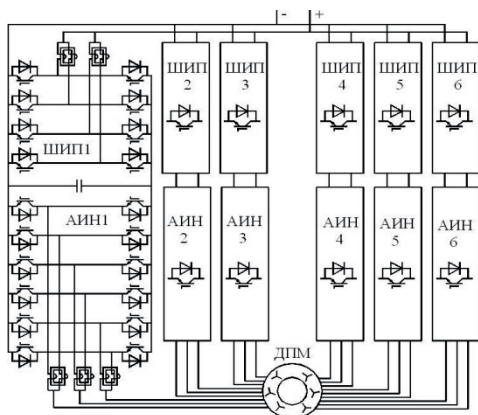 - +
ШИП 2
ШИП 3
ШИП 4
ШИП 5
ШИП 6
ШИП1
АИН1
АИН 2
АИН 3
АИН 4
АИН 5
АИН 6
ДПМ